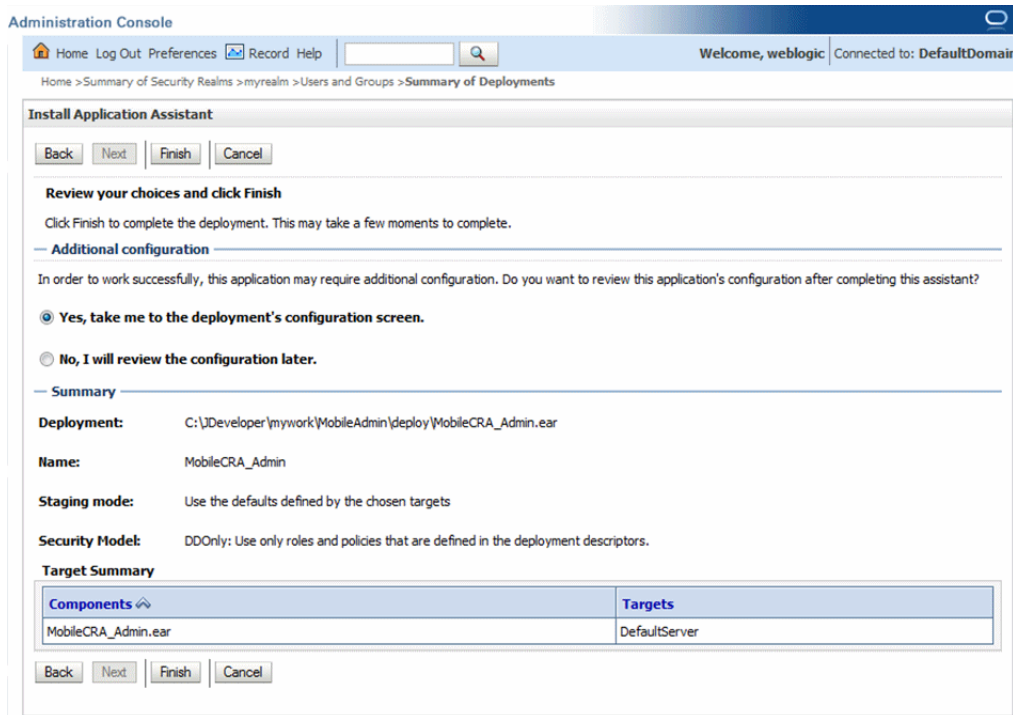 Administration Console
Home Log Out Preferences Record Help
Welcome, weblogic Connected to: DefaultDomain
Home >Summary of Security Realms >myrealm >Users and Groups >Summary of Deployments
Install Application Assistant
Back Next Finish Cancel
Review your choices and click Finish
Click Finish to complete the deployment. This may take a few moments to complete.
Additional configuration
In order to work successfully, this application may require additional configuration. Do you want to review this application's configuration after completing this assistant?
Yes, take me to the deployment's configuration screen.
No, I will review the configuration later.
Summary
Deployment: C:\JDeveloper\mywork\MobileAdmin\deploy\MobileCRA_Admin.ear
Name: MobileCRA_Admin
Staging mode: Use the defaults defined by the chosen targets
Security Model: DDOnly: Use only roles and policies that are defined in the deployment descriptors.
Target Summary
Components Targets
MobileCRA_Admin.ear DefaultServer
Back Next Finish Cancel